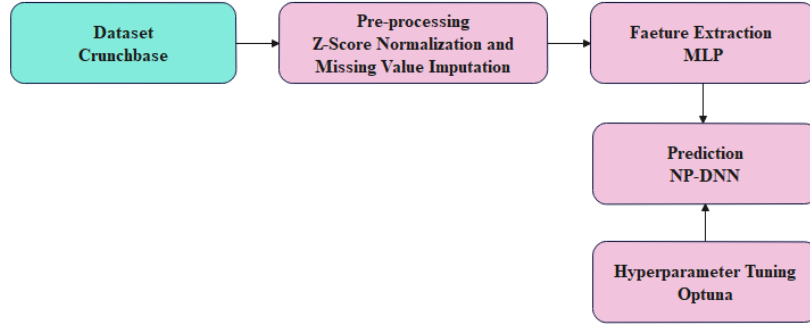 Dataset
Crunchbase
Pre-processing
Z-Score Normalization and
Missing Value Imputation
Faeture Extraction
MLP
Prediction
NP-DNN
Hyperparameter Tuning
Optuna